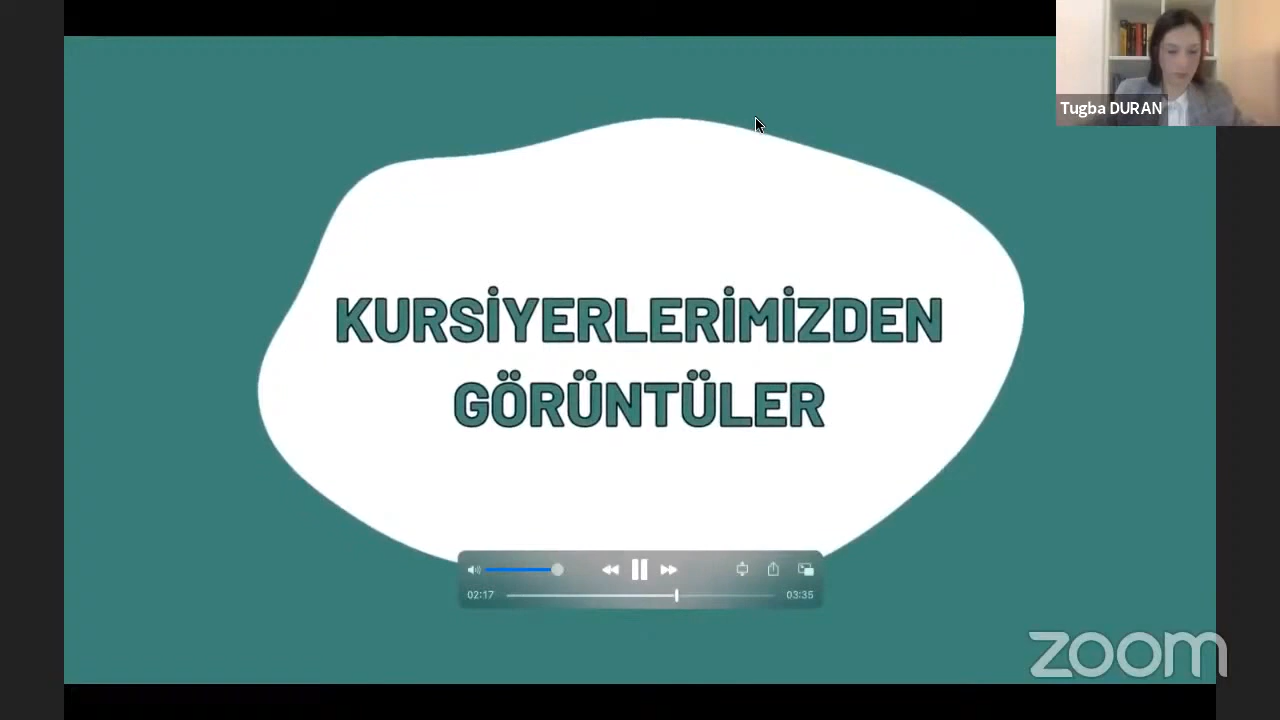 Tugba DURAN
KURSİYERLERİMİZDEN
GÖRÜNTÜLER
02:17
03:35
zoom